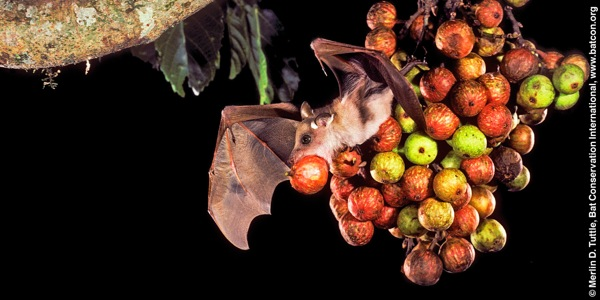 © Merlin D. Tuttle, Bat Conservation International, www.batcon.org